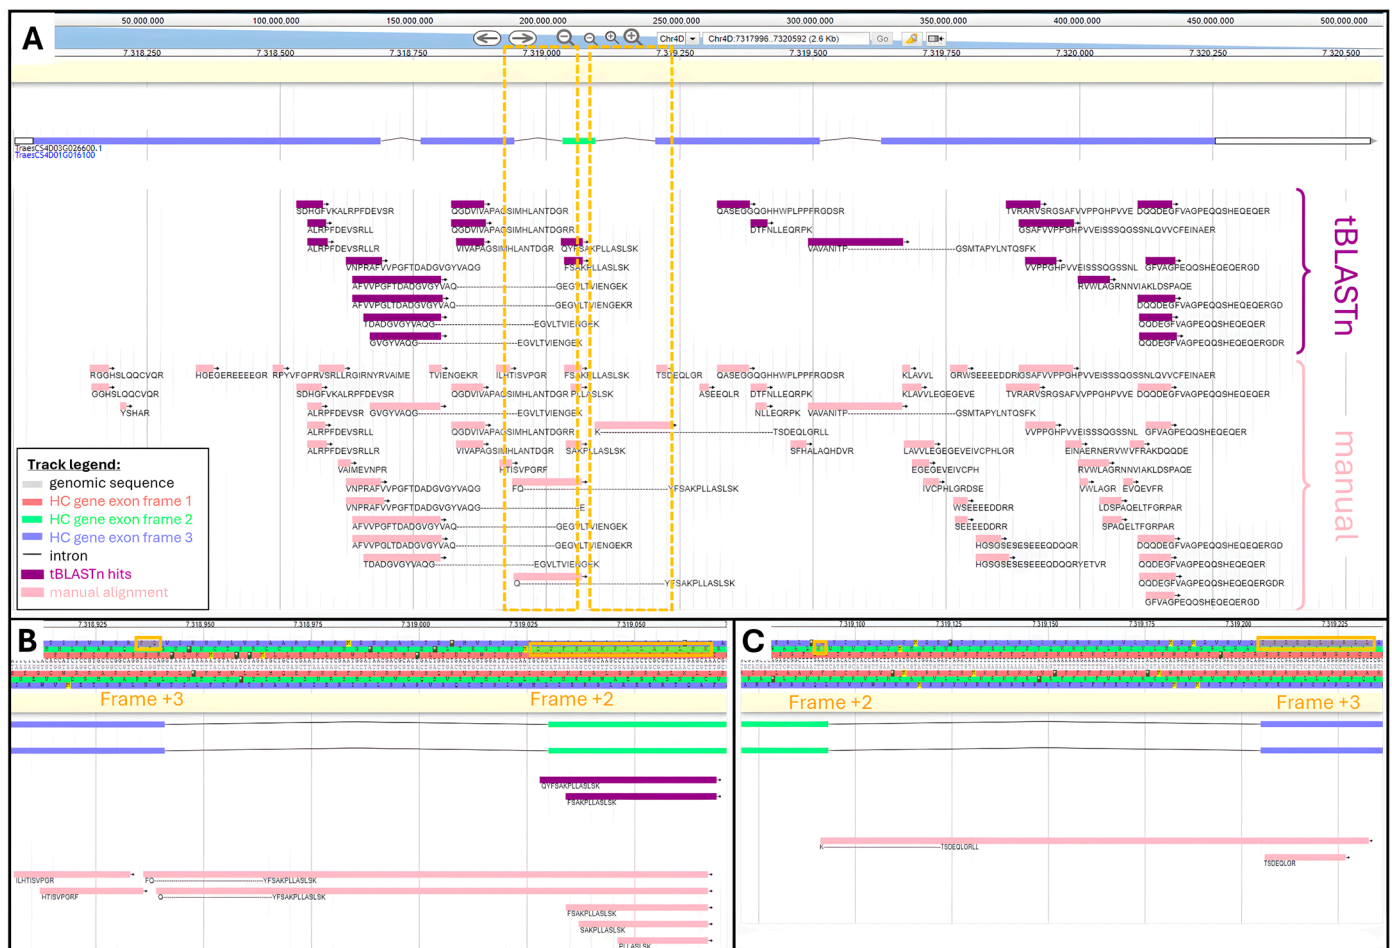 A
50.000.000 100.000.000 150.000.000 200.000.000 250.000.000 300.000.000 350.000.000 400.000.000 450.000.000 500.000.000
Chr4D Chr4D:7317996..7320592 (2.6 Kb) Go
7.318.250 7.318.500 7.318.750 7.319.000 7.319.250 7.319.500 7.319.750 7.320.000 7.320.250 7.320.500
TraesCS4D03G026600.1
TraesCS4D01G016100
SDHGFVKALRPFDEVSR QGDVIVAPAGSIMHLANTDGR QASEGGQGHHWPLPPFRGDSR TVRARVSRGSAFVVPPGHPVVE DQQDEGFVAGPEQQSHEQEQER
ALRPFDEVSRLL QGDVIVAPAGSIMHLANTDGRR DTFNLLEQRPK GSAFVVPPGHPVVEISSSQGSSNLQVVCFEINAER
ALRPFDEVSRLLR VIVAPAGSIMHLANTDGR QYFSAKPLLASLSK VAVANITP GSMTAPYLNTQSFK
VNPRAFVVPGFTDADGVGYVAQG FSAKPLLASLSK VVPPGHPVVEISSSQGSSNL GFVAGPEQQSHEQEQERGD
AFVVPGFTDADGVGYVAQ GEGVLTVIENGEK RVWLAGRNNVIAKLDSPAQE
AFVVPGLTDADGVGYVAQ GEGVLTVIENGEKR DQQDEGFVAGPEQQSHEQEQERGD
TDADGVGYVAQG EGVLTVIENGEK QQDEGFVAGPEQQSHEQEQER
GVGYVAQG EGVLTVIENGEK QQDEGFVAGPEQQSHEQEQERGDR
tBLASTn
RGGHSLQQCVQR HGEGEREEEEGR RPYVFGPRVSRLLRGIRNYRVAIME TVIENGEKR ILHTISVPGR FSAKPLLASLSK TSDEQLGR QASEGGQGHHWPLPPFRGDSR KLAVVL GRWSEEEEDDRKGSAFVVPPGHPVVEISSSQGSSNLQVVCFEINAER
GGHSLQQCVQR SDHGFVKALRPFDEVSR QGDVIVAPAGSIMHLANTDGR PLLASLSK ASEEQLR DTFNLLEQRPK KLAVVLEGEGEVE TVRARVSRGSAFVVPPGHPVVE DQQDEGFVAGPEQQSHEQEQER
YSHAR ALRPFDEVSR GVGYVAQG EGVLTVIENGEK NLLEQRPK VAVANITP GSMTAPYLNTQSFK
ALRPFDEVSRLL QGDVIVAPAGSIMHLANTDGRR K TSDEQLGRLL VVPPGHPVVEISSSQGSSNL GFVAGPEQQSHEQEQER
ALRPFDEVSRLLR VIVAPAGSIMHLANTDGR SAKPLLASLSK SFHALAQHDVR LAVVLEGEGEVEIVCPHLGR EINAERNERVWLFRAKDQQDE
VAIMEVNPR HTISVPGRF EGEGEVEIVCPH RVWLAGRNNVIAKLDSPAQE
VNPRAFVVPGFTDADGVGYVAQG FQ YFSAKPLLASLSK IVCPHLGRDSE VWLAGR EVQEVFR
VNPRAFVVPGFTDADGVGYVAQG E WSEEEEDDRR LDSPAQELTFGRPAR
AFVVPGFTDADGVGYVAQ GEGVLTVIENGEK SEEEEDDRR SPAQELTFGRPAR
AFVVPGLTDADGVGYVAQ GEGVLTVIENGEKR HGSGSESESEEEQDQQR DQQDEGFVAGPEQQSHEQEQERGD
TDADGVGYVAQG EGVLTVIENGEK HGSGSESESEEEQDQQRYETVR QQDEGFVAGPEQQSHEQEQER
Q YFSAKPLLASLSK QQDEGFVAGPEQQSHEQEQERGDR
GFVAGPEQQSHEQEQERGD
manual
Track legend:
genomic sequence
HC gene exon frame 1
HC gene exon frame 2
HC gene exon frame 3
intron
tBLASTn hits
manual alignment
B
7.318.925 7.318.950 7.318.975 7.319.000 7.319.025 7.319.050
Frame +3 Frame +2
QYFSAKPLLASLSK
FSAKPLLASLSK
ILHTISVPGR FQ YFSAKPLLASLSK
HTISVPGRF Q YFSAKPLLASLSK
FSAKPLLASLSK
SAKPLLASLSK
PLLASLSK
C
7.319.100 7.319.125 7.319.150 7.319.175 7.319.200 7.319.225
Frame +2 Frame +3
K TSDEQLGRLL
TSDEQLGR